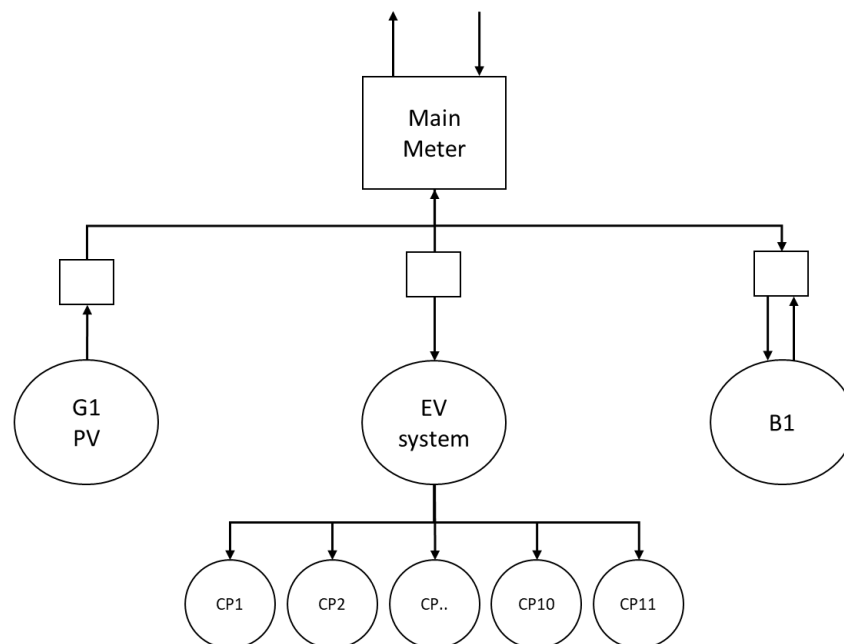 Main
Meter
G1
PV
EV
system
B1
CP1
CP2
CP..
CP10
CP11